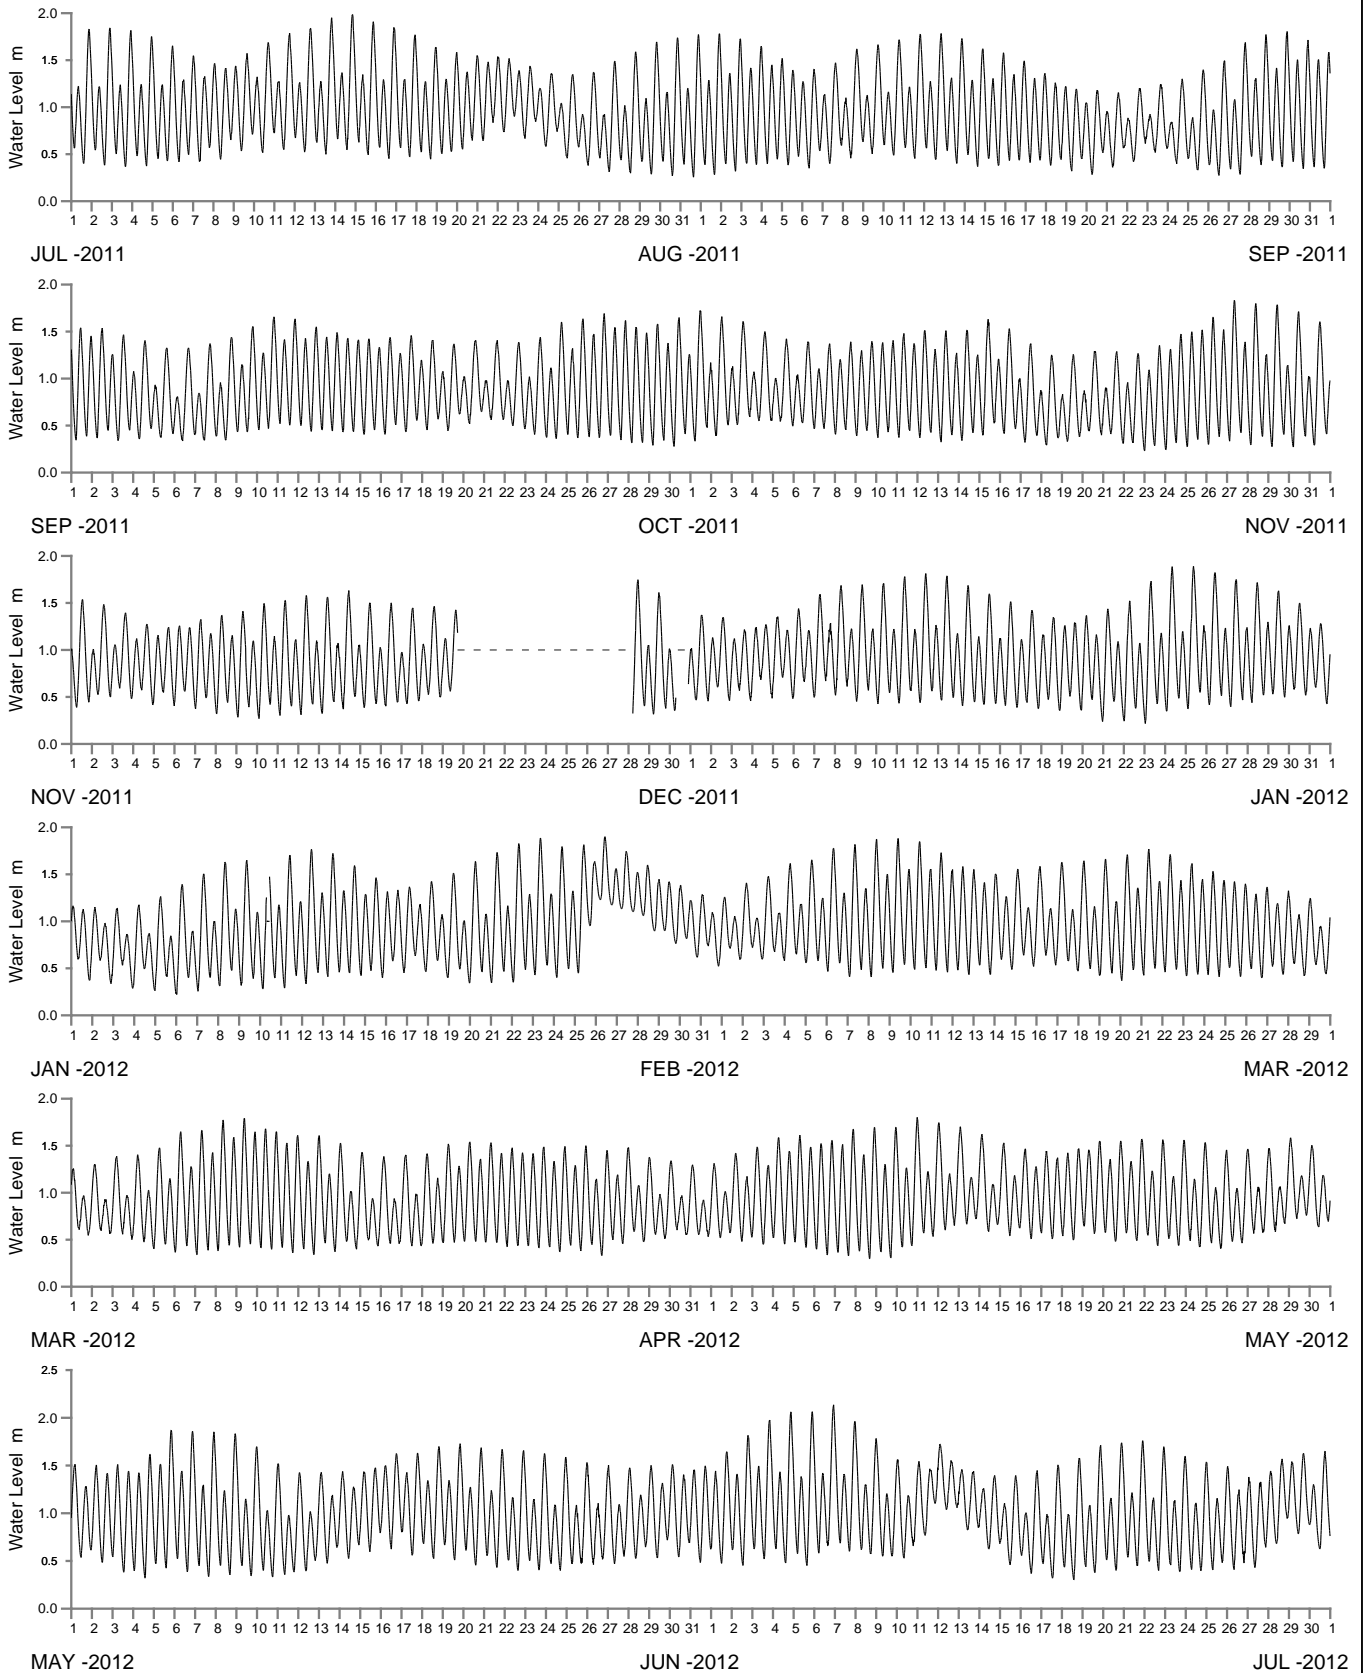 2.0
1.5
1.0
0.5
0.0
Water Level m
1 2 3 4 5 6 7 8 9 10 11 12 13 14 15 16 17 18 19 20 21 22 23 24 25 26 27 28 29 30 31 1 2 3 4 5 6 7 8 9 10 11 12 13 14 15 16 17 18 19 20 21 22 23 24 25 26 27 28 29 30 31 1
JUL -2011 AUG -2011 SEP -2011
2.0
1.5
1.0
0.5
0.0
Water Level m
1 2 3 4 5 6 7 8 9 10 11 12 13 14 15 16 17 18 19 20 21 22 23 24 25 26 27 28 29 30 1 2 3 4 5 6 7 8 9 10 11 12 13 14 15 16 17 18 19 20 21 22 23 24 25 26 27 28 29 30 31 1
SEP -2011 OCT -2011 NOV -2011
2.0
1.5
1.0
0.5
0.0
Water Level m
1 2 3 4 5 6 7 8 9 10 11 12 13 14 15 16 17 18 19 20 21 22 23 24 25 26 27 28 29 30 1 2 3 4 5 6 7 8 9 10 11 12 13 14 15 16 17 18 19 20 21 22 23 24 25 26 27 28 29 30 31 1
NOV -2011 DEC -2011 JAN -2012
2.0
1.5
1.0
0.5
0.0
Water Level m
1 2 3 4 5 6 7 8 9 10 11 12 13 14 15 16 17 18 19 20 21 22 23 24 25 26 27 28 29 30 31 1 2 3 4 5 6 7 8 9 10 11 12 13 14 15 16 17 18 19 20 21 22 23 24 25 26 27 28 29 1
JAN -2012 FEB -2012 MAR -2012
2.0
1.5
1.0
0.5
0.0
Water Level m
1 2 3 4 5 6 7 8 9 10 11 12 13 14 15 16 17 18 19 20 21 22 23 24 25 26 27 28 29 30 31 1 2 3 4 5 6 7 8 9 10 11 12 13 14 15 16 17 18 19 20 21 22 23 24 25 26 27 28 29 30 1
MAR -2012 APR -2012 MAY -2012
2.5
2.0
1.5
1.0
0.5
0.0
Water Level m
1 2 3 4 5 6 7 8 9 10 11 12 13 14 15 16 17 18 19 20 21 22 23 24 25 26 27 28 29 30 31 1 2 3 4 5 6 7 8 9 10 11 12 13 14 15 16 17 18 19 20 21 22 23 24 25 26 27 28 29 30 1
MAY -2012 JUN -2012 JUL -2012